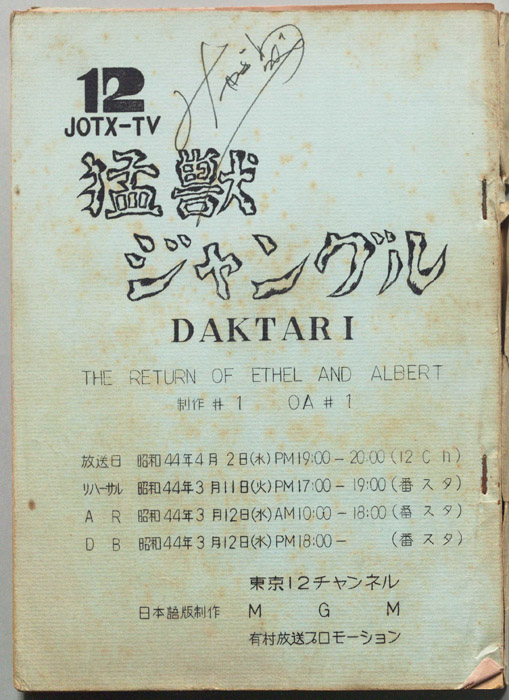 12
JOTX-TV
猛獣
ジャングル
DAKTARI
THE RETURN OF ETHEL AND ALBERT
制作 # 1 OA # 1
放送日 昭和44年4月2日(水)PM19:00-20:00(12Ch)
リハーサル 昭和44年3月11日(火)PM17:00-19:00(番スタ)
AR 昭和44年3月12日(水)AM10:00-18:00(番スタ)
DB 昭和44年3月12日(水)PM18:00- (番スタ)
東京12チャンネル
日本語版制作 MGM
有村放送プロモーション